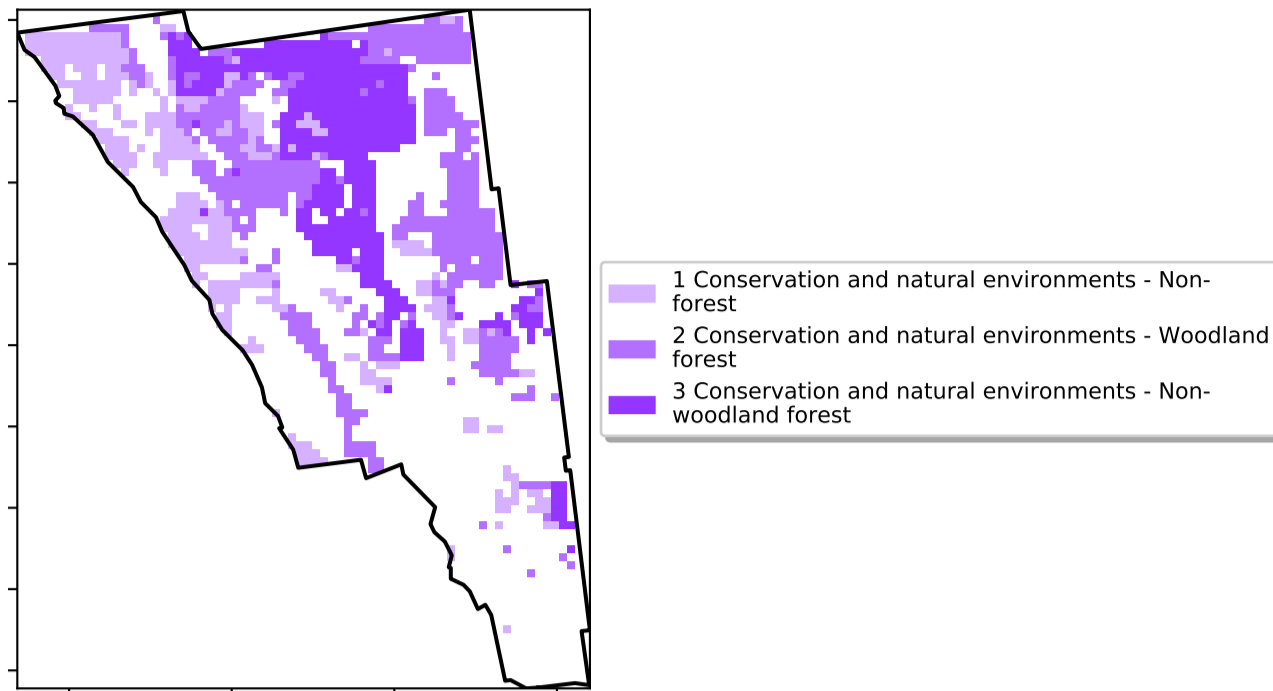 1 Conservation and natural environments - Non-
forest
2 Conservation and natural environments - Woodland
forest
3 Conservation and natural environments - Non-
woodland forest